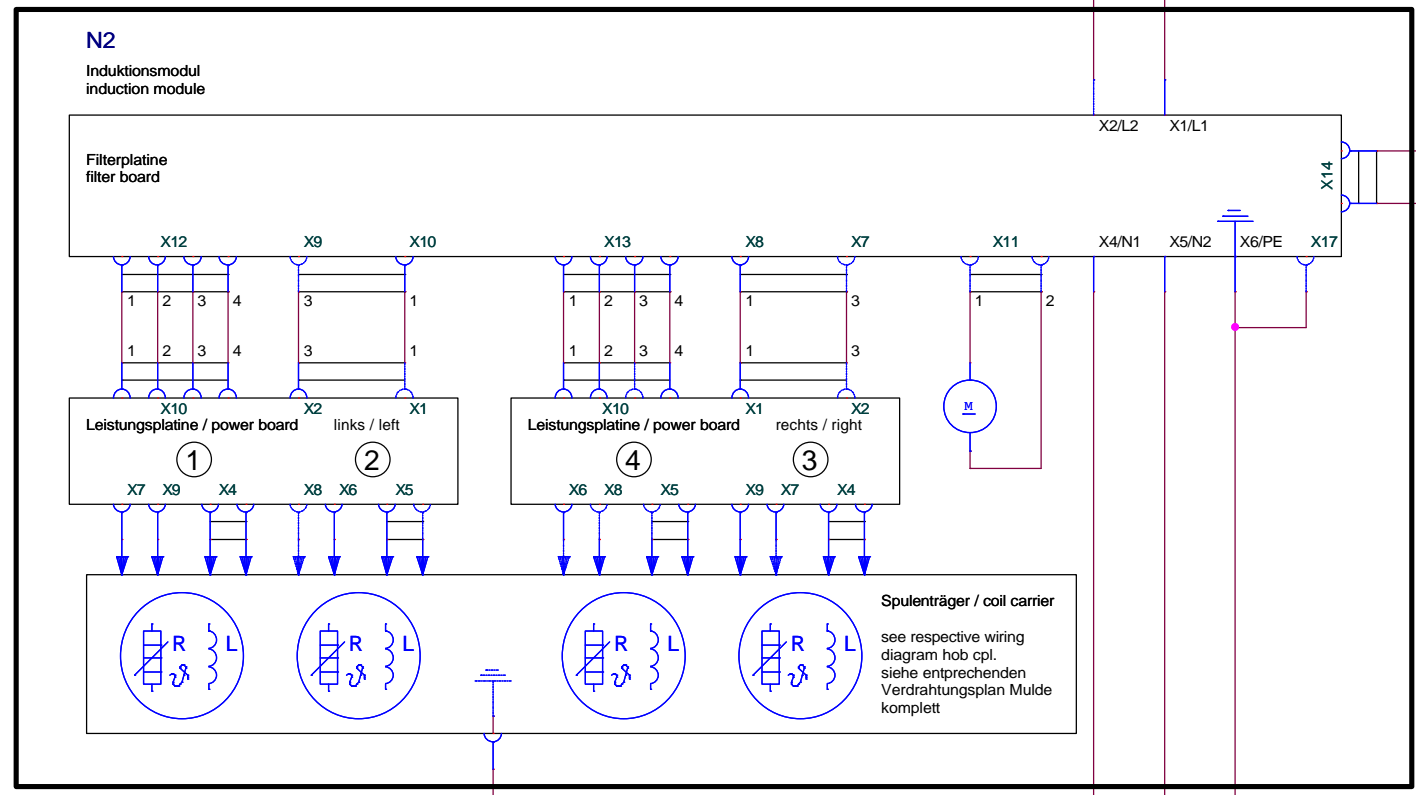 N2
Induktionsmodul
induction module
X2/L2 X1/L1
Filterplatine
filter board
X14
X12 X9 X10 X13 X8 X7 X11 X4/N1 X5/N2 X6/PE X17
1 2 3 4 3 1 1 2 3 4 1 3 1 2
1 2 3 4 3 1 1 2 3 4 1 3
X10 X2 X1 X10 X1 X2
M
Leistungsplatine / power board links / left Leistungsplatine / power board rechts / right
1 2 4 3
X7 X9 X4 X8 X6 X5 X6 X8 X5 X9 X7 X4
Spulenträger / coil carrier
see respective wiring
diagram hob cpl.
siehe entprechenden
Verdrahtungsplan Mulde
komplett
R L R L R L R L
ϑ ϑ ϑ ϑ